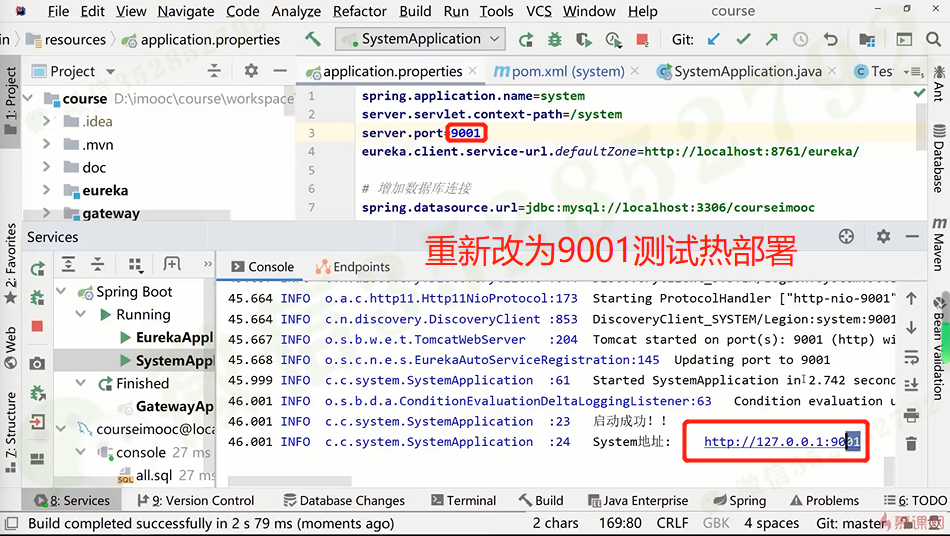 File Edit View Navigate Code Analyze Refactor Build Run Tools VCS Window Help course
resources application.properties SystemApplication Git:
1: Project
Project
application.properties pom.xml (system) SystemApplication.java Tes
course D:\imooc\course\workspace
.idea
.mvn
doc
eureka
gateway
1 spring.application.name=system
2 server.servlet.context-path=/system
3 server.port=9001
4 eureka.client.service-url.defaultZone=http://localhost:8761/eureka/
5
6 # 增加数据库连接
7 spring.datasource.url=jdbc:mysql://localhost:3306/courseimooc
Ant
Database
Maven
Bean Validation
Services
重新改为9001测试热部署
2: Favorites
Web
Z: Structure
Console Endpoints
Spring Boot
Running
EurekaAppl
SystemAppl
Finished
GatewayAp
courseimooc@loca
console 27 ms
all.sql 27 ms
45.664 INFO o.a.c.http11.Http11NioProtocol:173 Starting ProtocolHandler ["http-nio-9001"
45.664 INFO c.n.discovery.DiscoveryClient :853 DiscoveryClient_SYSTEM/Legion:system:9001
45.667 INFO o.s.b.w.e.t.TomcatWebServer :204 Tomcat started on port(s): 9001 (http) wi
45.668 INFO o.s.c.n.e.s.EurekaAutoServiceRegistration:145 Updating port to 9001
45.999 INFO c.c.system.SystemApplication :61 Started SystemApplication in 2.742 second
46.001 INFO o.s.b.d.a.ConditionEvaluationDeltaLoggingListener:63 Condition evaluation u
46.001 INFO c.c.system.SystemApplication :23 启动成功！！
46.001 INFO c.c.system.SystemApplication :24 System地址: http://127.0.0.1:9001
8: Services 9: Version Control Database Changes Terminal Build Java Enterprise Spring Problems 6: TODO
Build completed successfully in 2 s 79 ms (moments ago) 2 chars 169:80 CRLF GBK 4 spaces Git: master
慕课网